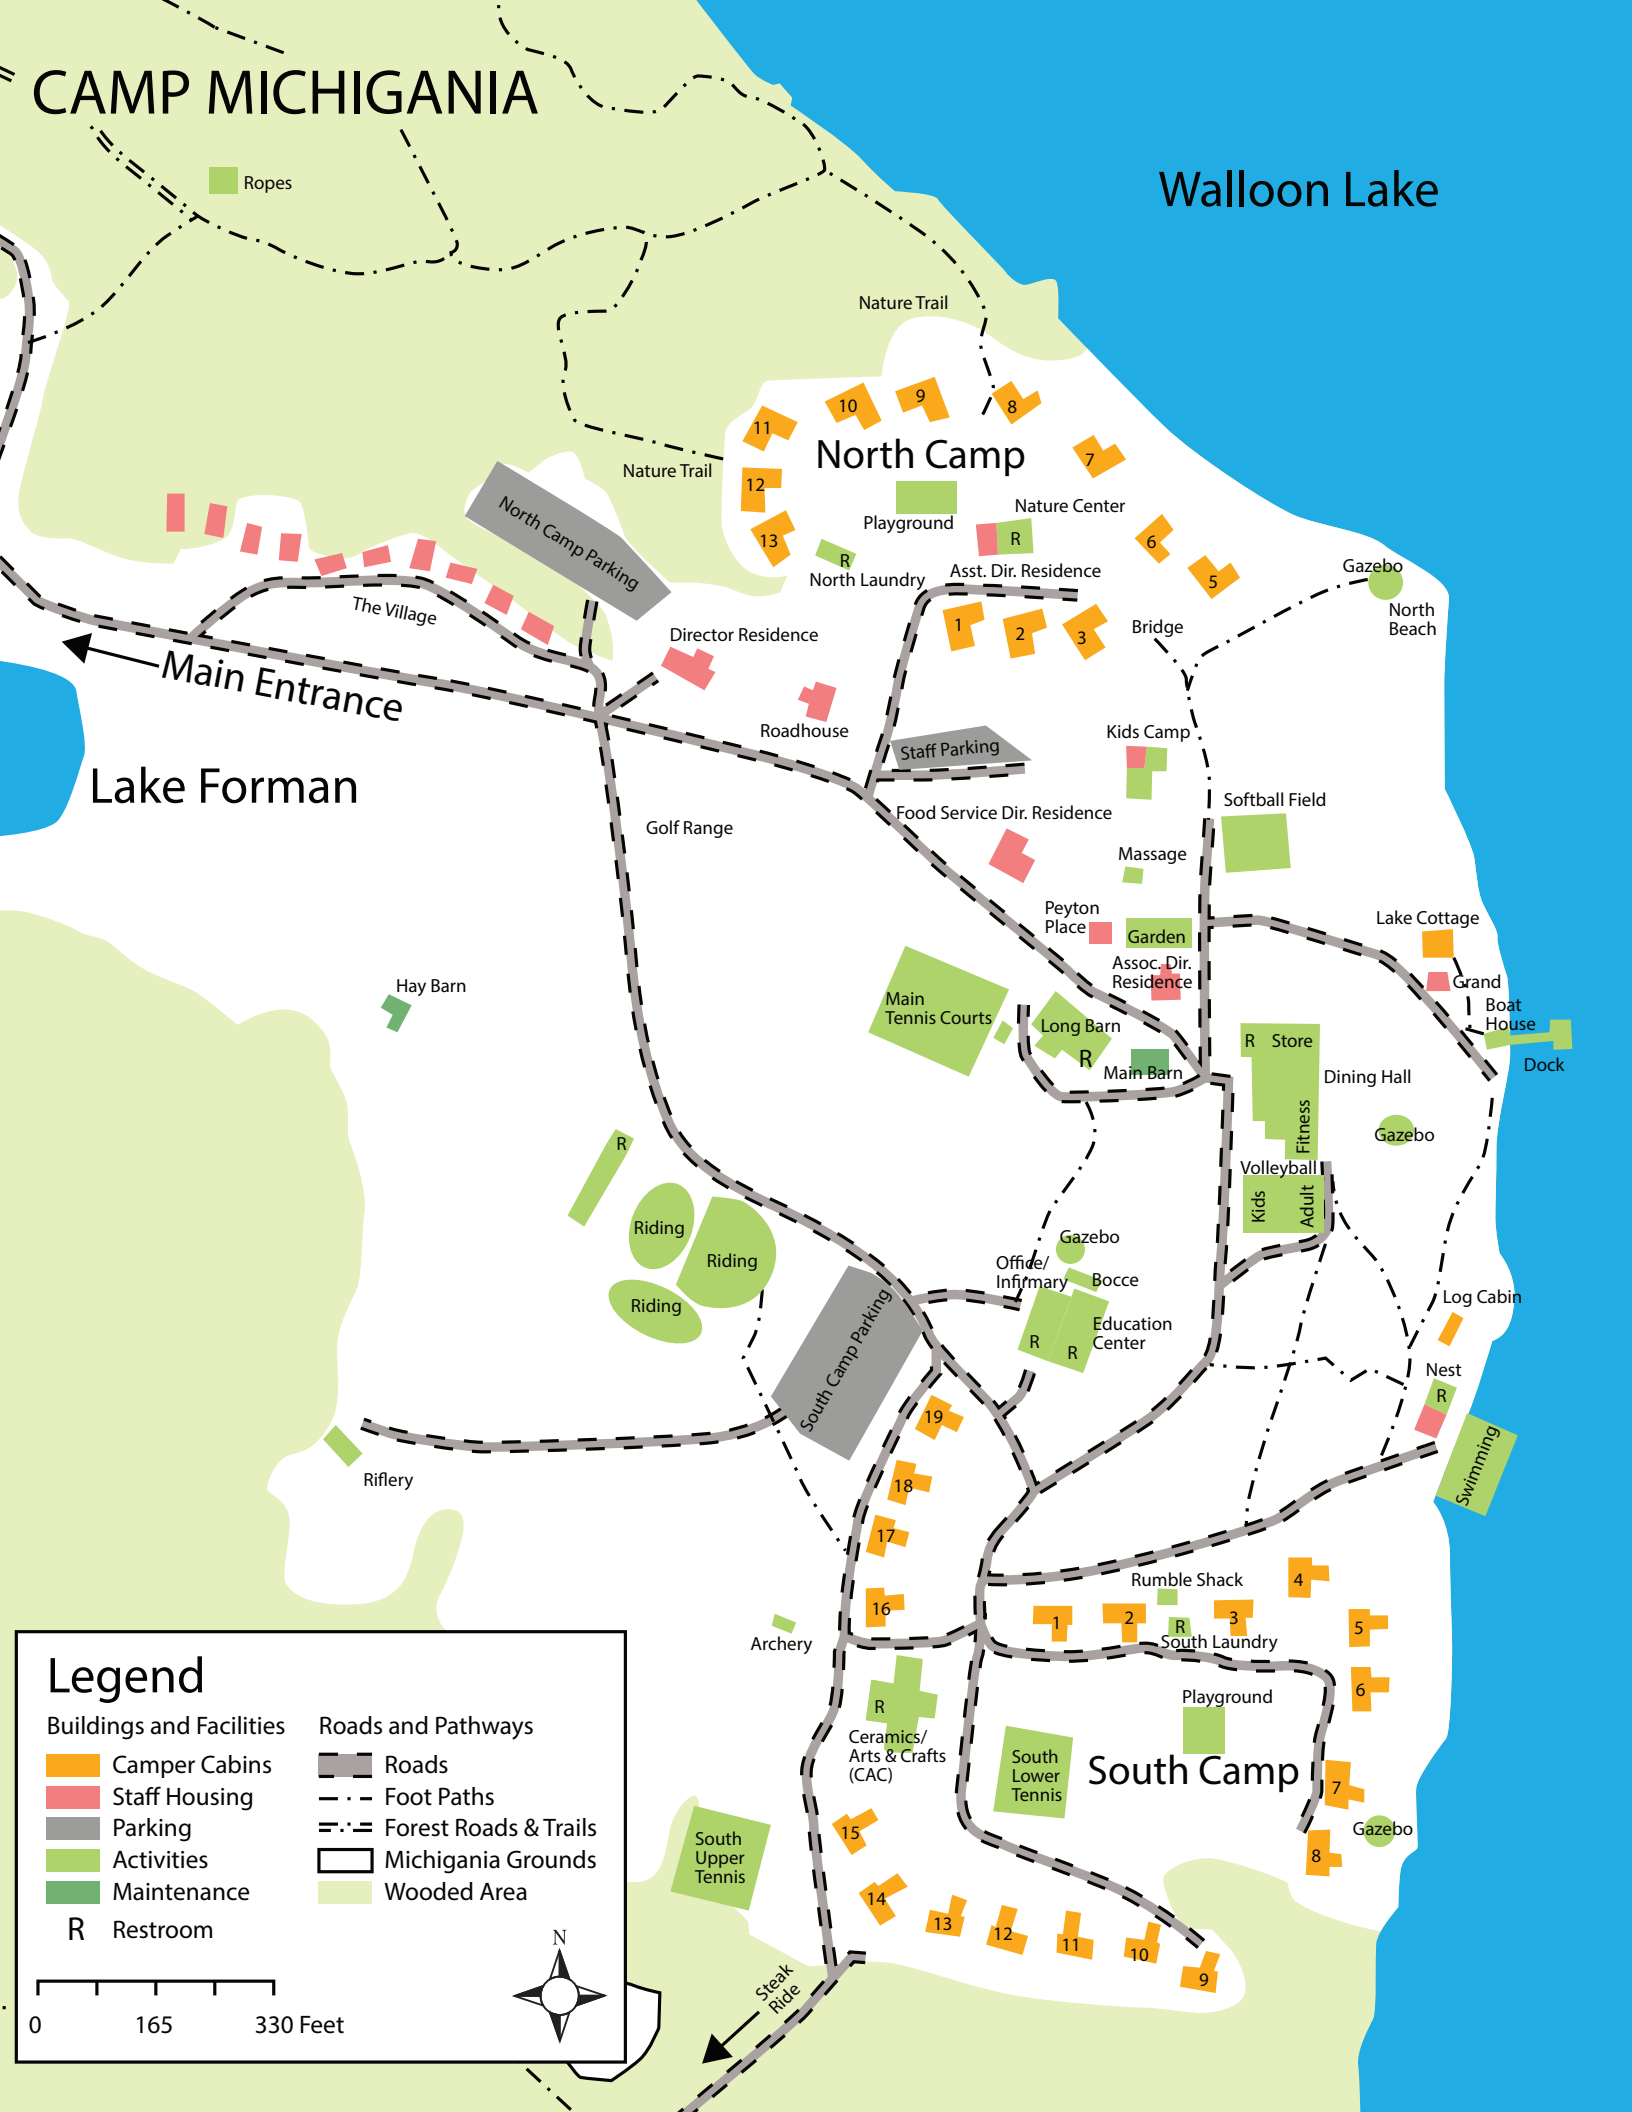 CAMP MICHIGANIA
Ropes
Walloon Lake
Nature Trail
9
10
8
11
North Camp
7
Nature Trail
12
Playground
Nature Center
R
13
6
R
North Laundry
North Camp Parking
Asst. Dir. Residence
5
Gazebo
North
Beach
The Village
1
2
3
Bridge
Director Residence
Main Entrance
Roadhouse
Staff Parking
Kids Camp
Lake Forman
Golf Range
Food Service Dir. Residence
Softball Field
Massage
Peyton
Place
Garden
Lake Cottage
Assoc. Dir.
Residence
Grand
Hay Barn
Main
Tennis Courts
Long Barn
R
Main Barn
R
Store
Boat
House
Dock
Dining Hall
Fitness
Gazebo
R
Volleyball
Kids
Adult
Riding
Riding
Riding
Gazebo
Office/
Infirmary
Bocce
R
R
Education
Center
South Camp Parking
Log Cabin
Nest
R
Swimming
19
18
17
16
Riflery
Archery
Rumble Shack
1
2
3
4
5
6
7
8
R
South Laundry
Playground
R
Ceramics/
Arts & Crafts
(CAC)
South
Lower
Tennis
South Camp
Gazebo
South
Upper
Tennis
15
14
13
12
11
10
9
Steak
Ride
Legend
Buildings and Facilities
Camper Cabins
Staff Housing
Parking
Activities
Maintenance
R Restroom
Roads and Pathways
Roads
Foot Paths
Forest Roads & Trails
Michigania Grounds
Wooded Area
N
0 165 330 Feet